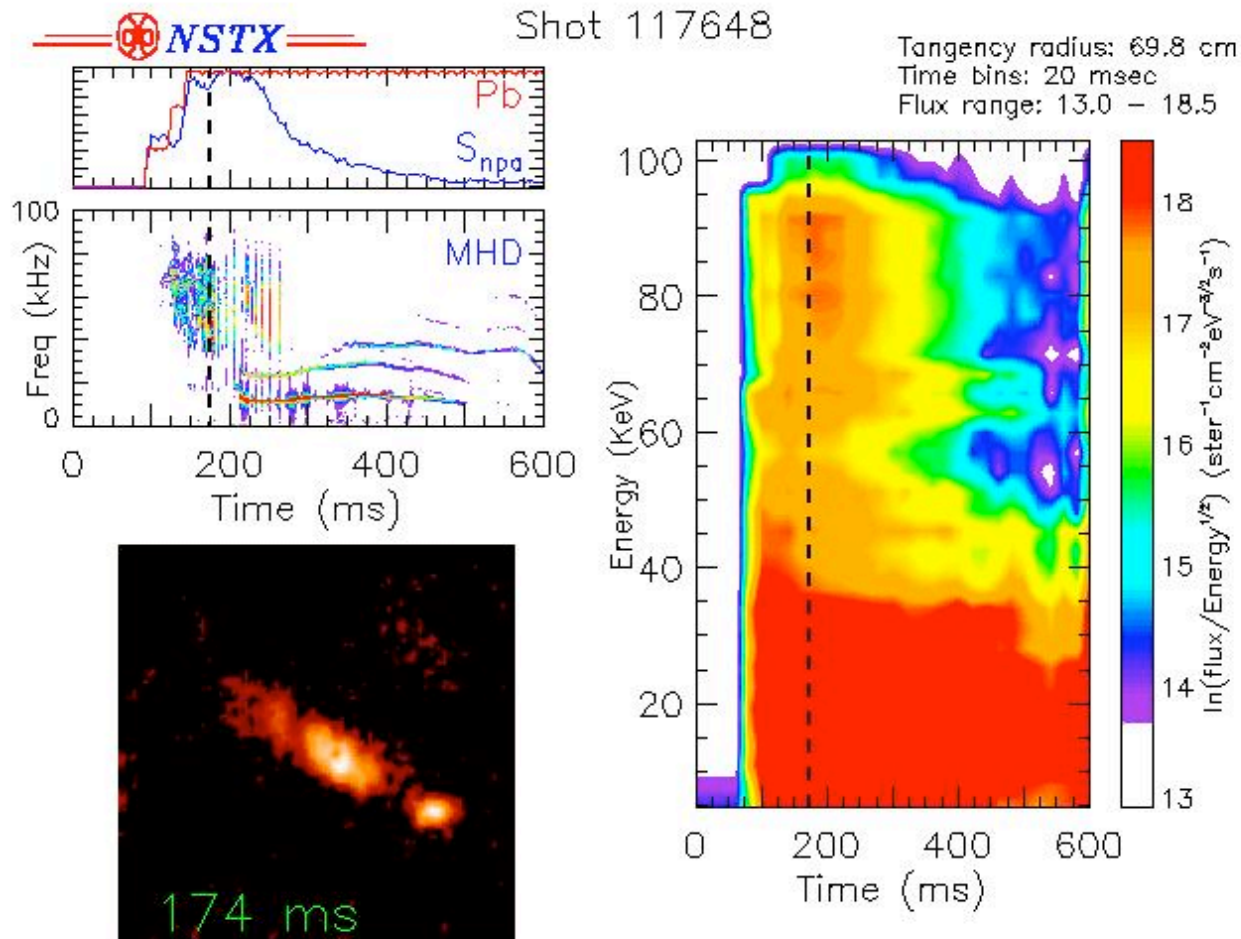 NSTX
Shot 117648
Tangency radius: 69.8 cm
Time bins: 20 msec
Flux range: 13.0 – 18.5
Pb
Snpa
100
MHD
Freq (kHz)
0
0 200 400 600
Time (ms)
174 ms
100
80
60
40
20
Energy (KeV)
0 200 400 600
Time (ms)
18
17
16
15
14
13
ln(flux/Energy^1/2) (ster^-1cm^-2eV^-3/2s^-1)